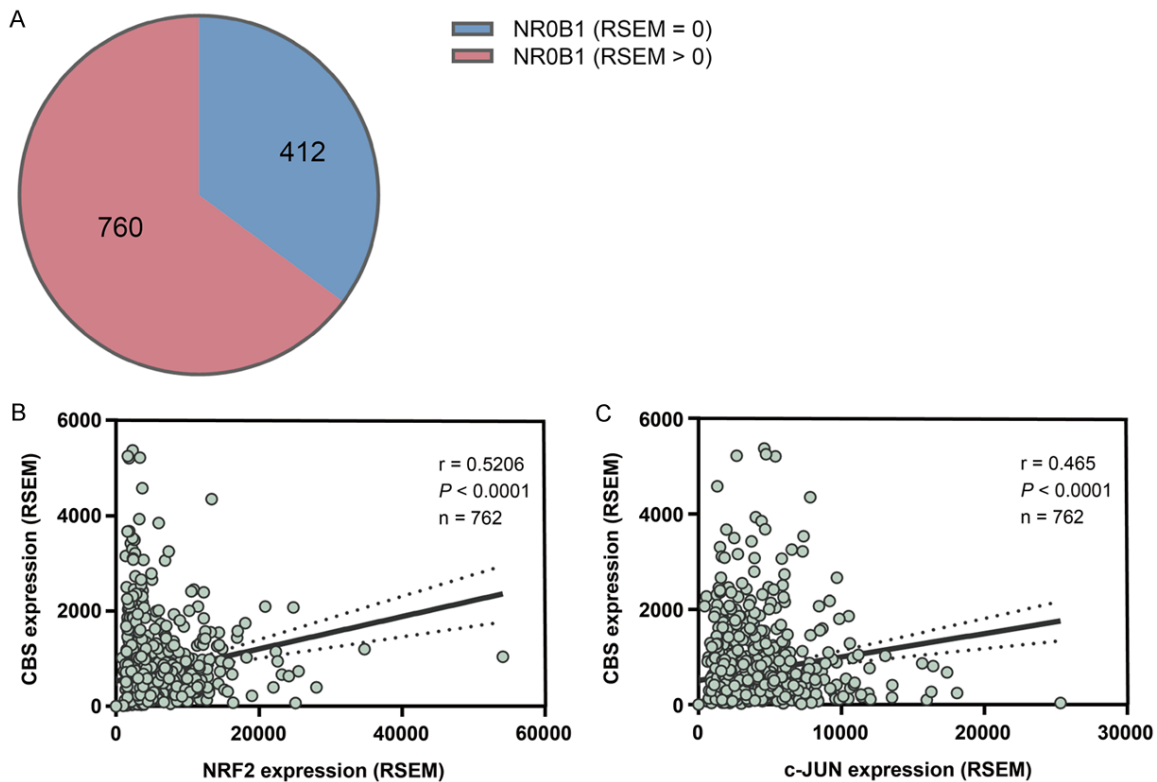 A
NR0B1 (RSEM = 0)
NR0B1 (RSEM > 0)
412
760
B
6000
4000
2000
0
CBS expression (RSEM)
r = 0.5206
P < 0.0001
n = 762
0
20000
40000
60000
NRF2 expression (RSEM)
C
6000
4000
2000
0
CBS expression (RSEM)
r = 0.465
P < 0.0001
n = 762
0
10000
20000
30000
c-JUN expression (RSEM)